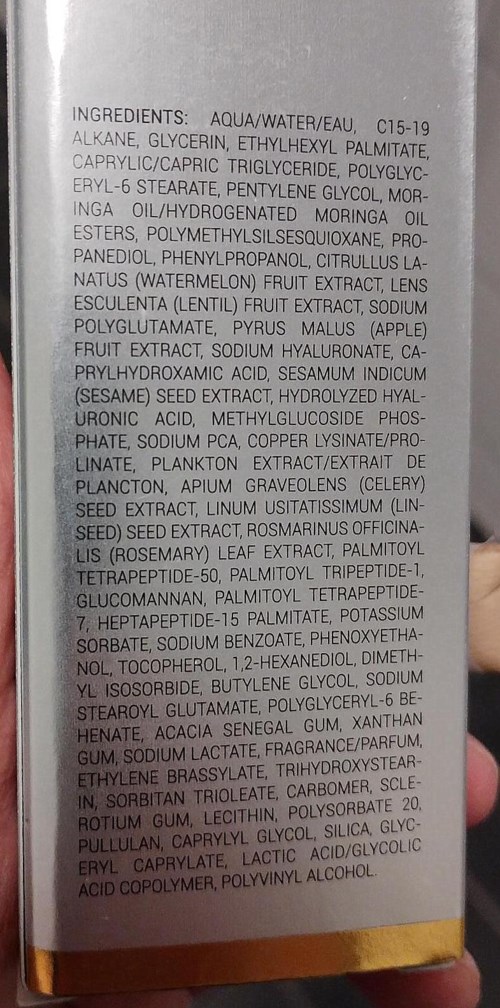 INGREDIENTS: AQUA/WATER/EAU, C15-19
ALKANE, GLYCERIN, ETHYLHEXYL PALMITATE,
CAPRYLIC/CAPRIC TRIGLYCERIDE, POLYGLYC-
ERYL-6 STEARATE, PENTYLENE GLYCOL, MOR-
INGA OIL/HYDROGENATED MORINGA OIL
ESTERS, POLYMETHYLSILSESQUIOXANE, PRO-
PANEDIOL, PHENYLPROPANOL, CITRULLUS LA-
NATUS (WATERMELON) FRUIT EXTRACT, LENS
ESCULENTA (LENTIL) FRUIT EXTRACT, SODIUM
POLYGLUTAMATE, PYRUS MALUS (APPLE)
FRUIT EXTRACT, SODIUM HYALURONATE, CA-
PRYLHYDROXAMIC ACID, SESAMUM INDICUM
(SESAME) SEED EXTRACT, HYDROLYZED HYAL-
URONIC ACID, METHYLGLUCOSIDE PHOS-
PHATE, SODIUM PCA, COPPER LYSINATE/PRO-
LINATE, PLANKTON EXTRACT/EXTRAIT DE
PLANCTON, APIUM GRAVEOLENS (CELERY)
SEED EXTRACT, LINUM USITATISSIMUM (LIN-
SEED) SEED EXTRACT, ROSMARINUS OFFICINA-
LIS (ROSEMARY) LEAF EXTRACT, PALMITOYL
TETRAPEPTIDE-50, PALMITOYL TRIPEPTIDE-1,
GLUCOMANNAN, PALMITOYL TETRAPEPTIDE-
7, HEPTAPEPTIDE-15 PALMITATE, POTASSIUM
SORBATE, SODIUM BENZOATE, PHENOXYETHA-
NOL, TOCOPHEROL, 1,2-HEXANEDIOL, DIMETH-
YL ISOSORBIDE, BUTYLENE GLYCOL, SODIUM
STEAROYL GLUTAMATE, POLYGLYCERYL-6 BE-
HENATE, ACACIA SENEGAL GUM, XANTHAN
GUM, SODIUM LACTATE, FRAGRANCE/PARFUM,
ETHYLENE BRASSYLATE, TRIHYDROXYSTEAR-
IN, SORBITAN TRIOLEATE, CARBOMER, SCLE-
ROTIUM GUM, LECITHIN, POLYSORBATE 20,
PULLULAN, CAPRYLYL GLYCOL, SILICA, GLYC-
ERYL CAPRYLATE, LACTIC ACID/GLYCOLIC
ACID COPOLYMER, POLYVINYL ALCOHOL.